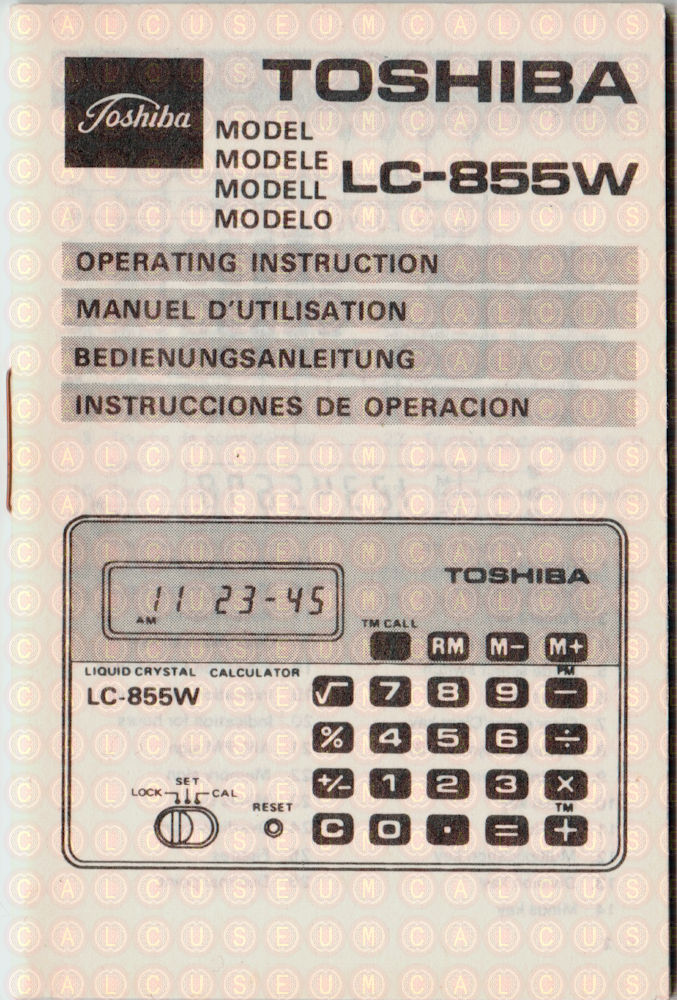 TOSHIBA
Toshiba
MODEL
MODELE
MODELL
MODELO
LC-855W
OPERATING INSTRUCTION
MANUEL D'UTILISATION
BEDIENUNGSANLEITUNG
INSTRUCCIONES DE OPERACION
TOSHIBA
11 23-45
AM
TM CALL
RM M- M+
LIQUID CRYSTAL CALCULATOR
LC-855W
PM
√ 7 8 9 −
% 4 5 6 ÷
+/- 1 2 3 ×
LOCK SET CAL
RESET
TM
C 0 . = +
CALCUSEUM